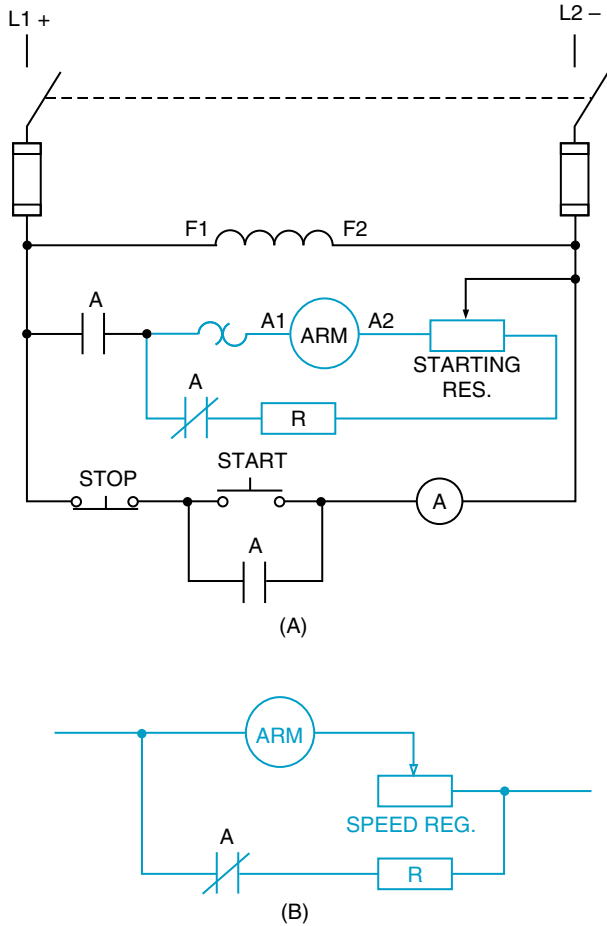 L1 + L2 –
F1 F2
A
A1 ARM A2
STARTING
RES.
A
R
START
STOP
A
A
(A)
ARM
SPEED REG.
A
R
(B)